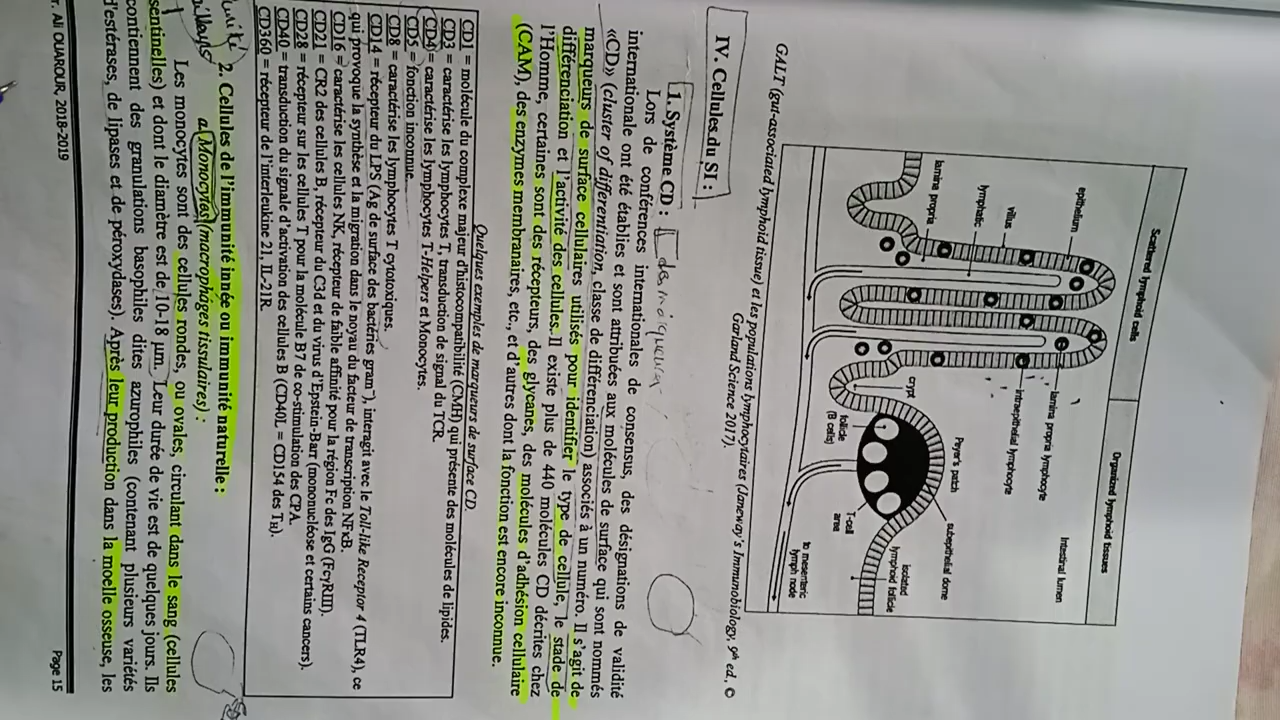 Scattered lymphoid cells
Organized lymphoid tissues
Intestinal lumen
epithelium
villus
lymphatic
lamina propria
lamina propria lymphocyte
intraepithelial lymphocyte
Peyer's patch
subepithelial dome
crypt
follicle (B cells)
T-cell area
isolated lymphoid follicle
to mesenteric lymph node
GALT (gut-associated lymphoid tissue) et les populations lymphocytaires (Janeway's Immunobiology, 9th ed., ©
Garland Science 2017).
IV. Cellules du SI :
1. Système CD :
Lors de conférences internationales de consensus, des désignations de validité
internationale ont été établies et sont attribuées aux molécules de surface qui sont nommés
«CD» (cluster of differentiation, classe de différenciation) associés à un numéro. Il s'agit de
marqueurs de surface cellulaires utilisés pour identifier le type de cellule, le stade de
différenciation et l'activité des cellules. Il existe plus de 440 molécules CD décrites chez
l'Homme, certaines sont des récepteurs, des glycanes, des molécules d'adhésion cellulaire
(CAM), des enzymes membranaires, etc., et d'autres dont la fonction est encore inconnue.
Quelques exemples de marqueurs de surface CD
CD1 = molécule du complexe majeur d'histocompatibilité (CMH) qui présente des molécules de lipides.
CD3 = caractérise les lymphocytes T, transduction de signal du TCR.
CD4 = caractérise les lymphocytes T-Helpers et Monocytes.
CD5 = fonction inconnue.
CD8 = caractérise les lymphocytes T cytotoxiques.
CD14 = récepteur du LPS (Ag de surface des bactéries gram -), interagit avec le Toll-like Receptor 4 (TLR4), ce
qui provoque la synthèse et la migration dans le noyau du facteur de transcription NF-κB.
CD16 = caractérise les cellules NK, récepteur de faible affinité pour la région Fc des IgG (FcγRIII).
CD21 = CR2 des cellules B, récepteur du C3d et du virus d'Epstein-Barr (mononucléose et certains cancers).
CD28 = récepteur sur les cellules T pour la molécule B7 de co-stimulation des CPA.
CD40 = transduction du signale d'activation des cellules B (CD40L = CD154 des TH).
CD360 = récepteur de l'interleukine 21, IL-21R.
2. Cellules de l'immunité innée ou immunité naturelle :
a. Monocytes (macrophages tissulaires) :
Les monocytes sont des cellules rondes, ou ovales, circulant dans le sang (cellules
sentinelles) et dont le diamètre est de 10-18 µm. Leur durée de vie est de quelques jours. Ils
contiennent des granulations basophiles dites azurophiles (contenant plusieurs variétés
d'estérases, de lipases et de péroxydases). Après leur production dans la moelle osseuse, les
r. Ali OUAROUR, 2018-2019
Page 15